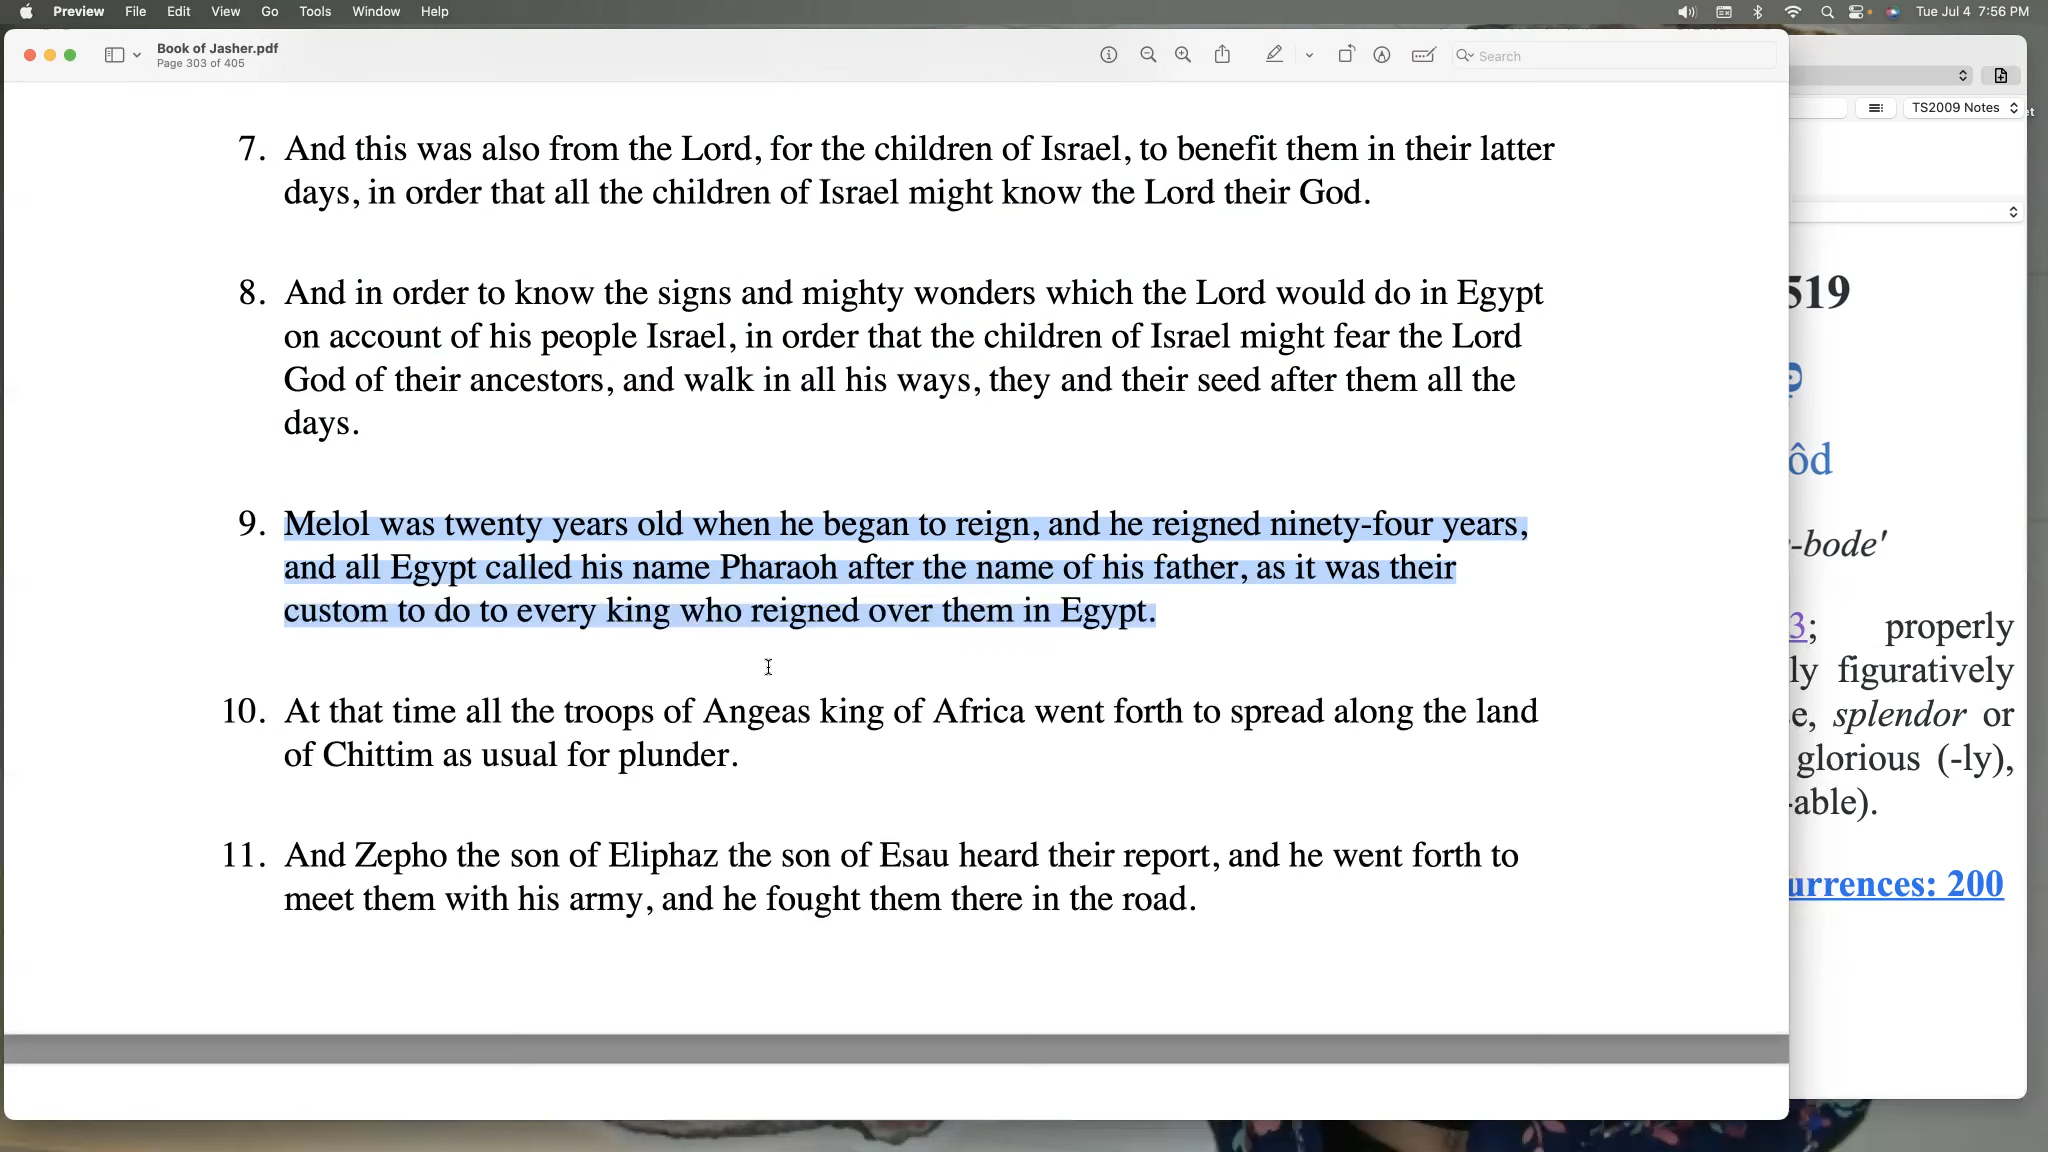 Preview File Edit View Go Tools Window Help Tue Jul 4 7:56 PM
Book of Jasher.pdf
Page 303 of 405
Search
TS2009 Notes
7. And this was also from the Lord, for the children of Israel, to benefit them in their latter
days, in order that all the children of Israel might know the Lord their God.
8. And in order to know the signs and mighty wonders which the Lord would do in Egypt
on account of his people Israel, in order that the children of Israel might fear the Lord
God of their ancestors, and walk in all his ways, they and their seed after them all the
days.
9. Melol was twenty years old when he began to reign, and he reigned ninety-four years,
and all Egypt called his name Pharaoh after the name of his father, as it was their
custom to do to every king who reigned over them in Egypt.
10. At that time all the troops of Angeas king of Africa went forth to spread along the land
of Chittim as usual for plunder.
11. And Zepho the son of Eliphaz the son of Esau heard their report, and he went forth to
meet them with his army, and he fought them there in the road.
519
ôd
-bode'
3; properly
ly figuratively
e, splendor or
glorious (-ly),
-able).
urrences: 200